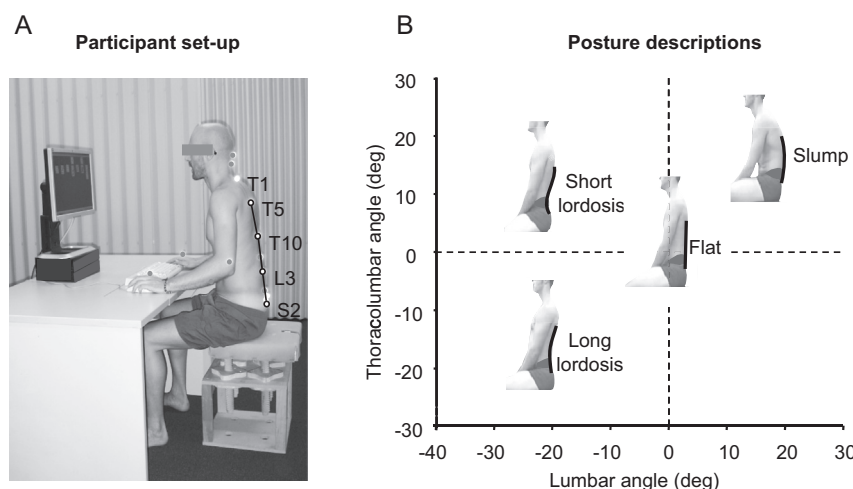 A
Participant set-up
T1
T5
T10
L3
S2
B
Posture descriptions
Thoracolumbar angle (deg)
30
20
10
0
-10
-20
-30
Slump
Short
lordosis
Flat
Long
lordosis
-40
-30
-20
-10
0
10
20
30
Lumbar angle (deg)